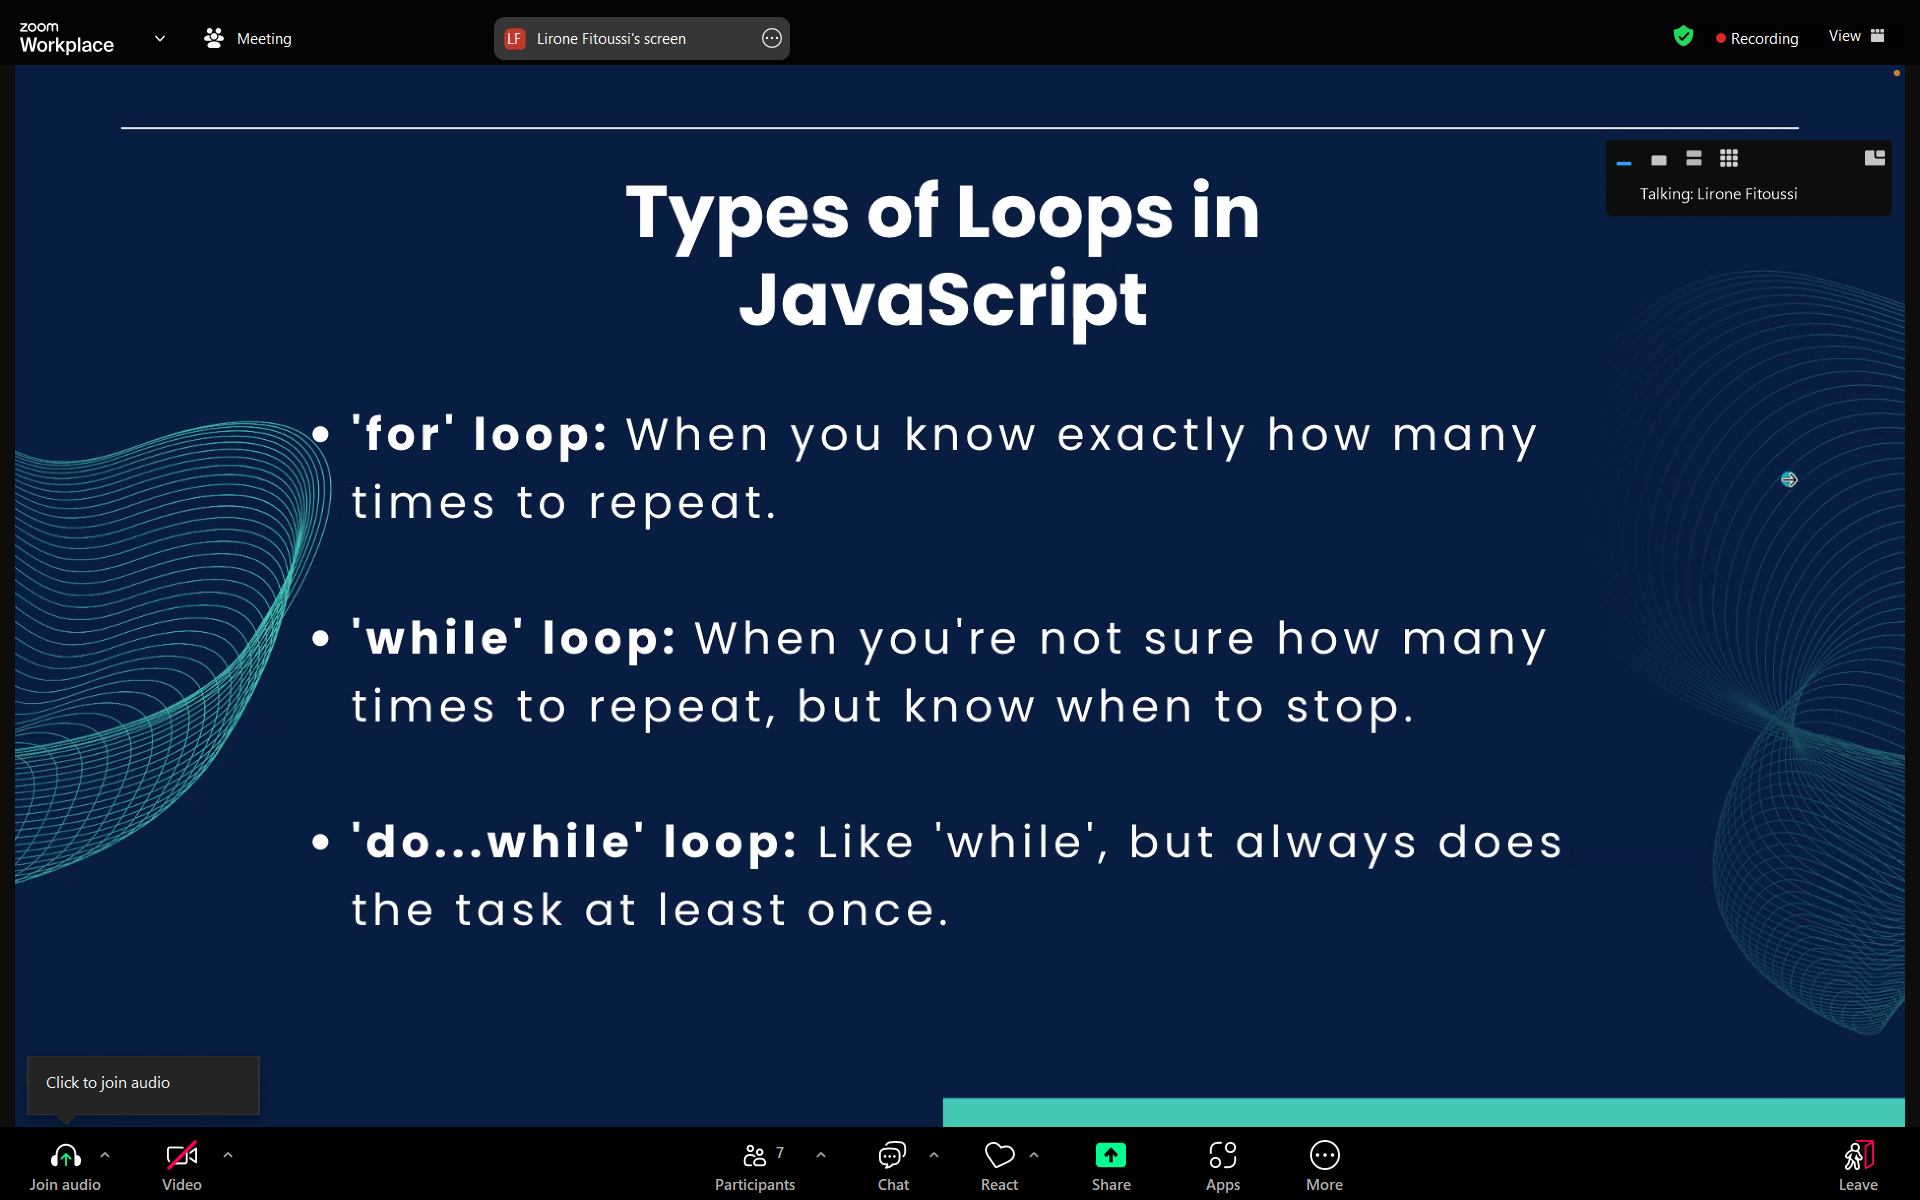 zoom
Workplace
Meeting
LF Lirone Fitoussi's screen
Recording
View
Talking: Lirone Fitoussi
Types of Loops in
JavaScript
'for' loop: When you know exactly how many
times to repeat.
'while' loop: When you're not sure how many
times to repeat, but know when to stop.
'do...while' loop: Like 'while', but always does
the task at least once.
Click to join audio
7
Join audio
Video
Participants
Chat
React
Share
Apps
More
Leave